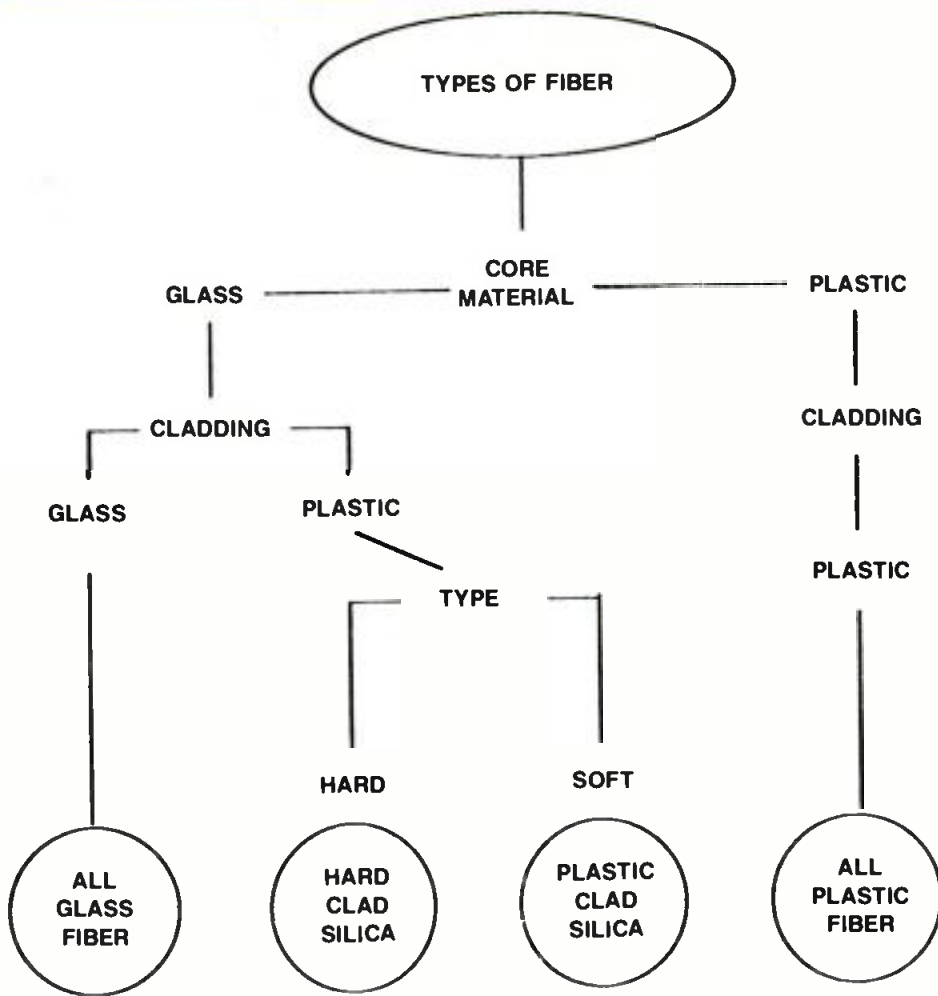 TYPES OF FIBER
CORE
MATERIAL
GLASS
PLASTIC
CLADDING
CLADDING
GLASS
PLASTIC
PLASTIC
TYPE
HARD
SOFT
ALL
GLASS
FIBER
HARD
CLAD
SILICA
PLASTIC
CLAD
SILICA
ALL
PLASTIC
FIBER